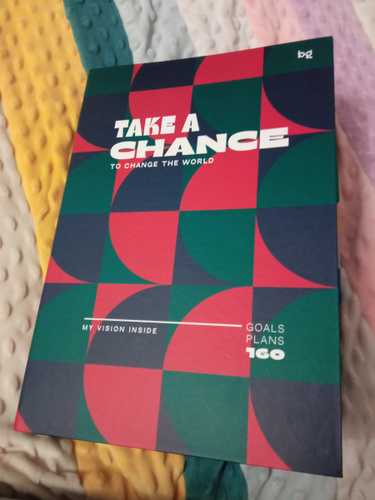 bg
TAKE A
CHANCE
TO CHANGE THE WORLD
MY VISION INSIDE
GOALS
PLANS
160